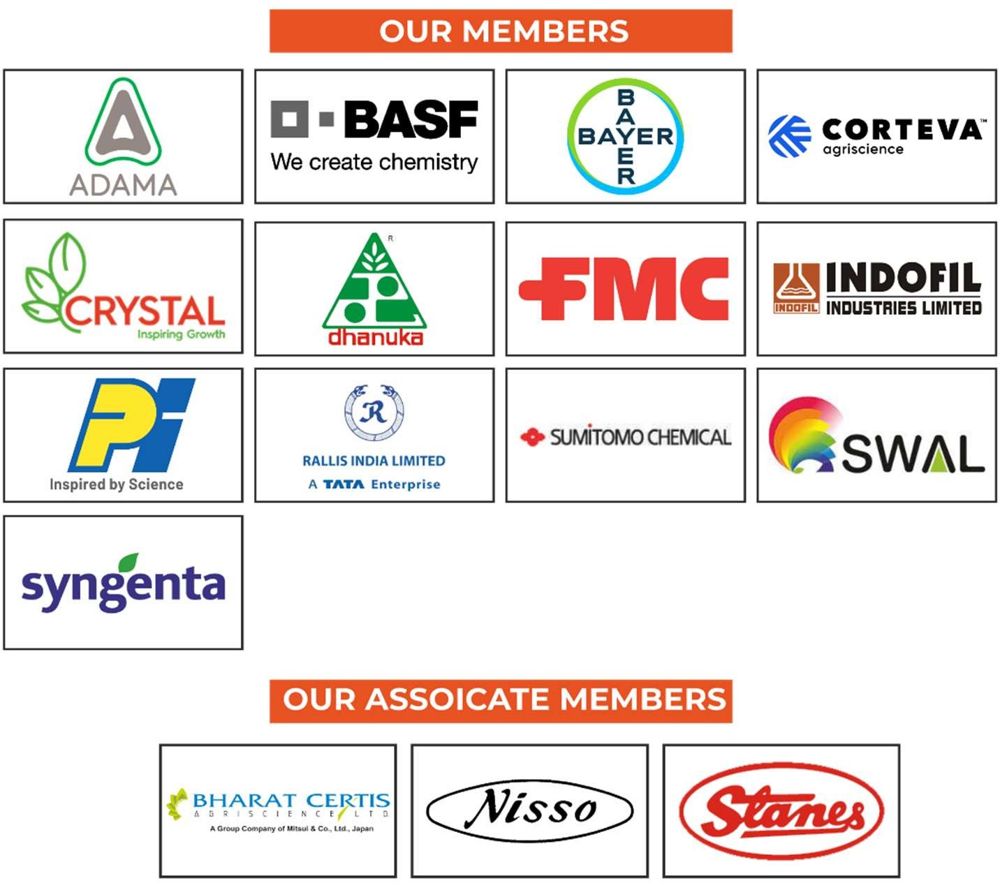 OUR MEMBERS
ADAMA
BASF
We create chemistry
BAYER
BAYER
CORTEVA™
agriscience
CRYSTAL
Inspiring Growth
®
dhanuka
FMC
INDOFIL
INDOFIL
INDUSTRIES LIMITED
Pi
Inspired by Science
R
RALLIS INDIA LIMITED
A TATA Enterprise
SUMITOMO CHEMICAL
SWAL
syngenta
OUR ASSOICATE MEMBERS
BHARAT CERTIS
AGRISCIENCE LTD
A Group Company of Mitsui & Co., Ltd., Japan
Nisso
Stanes